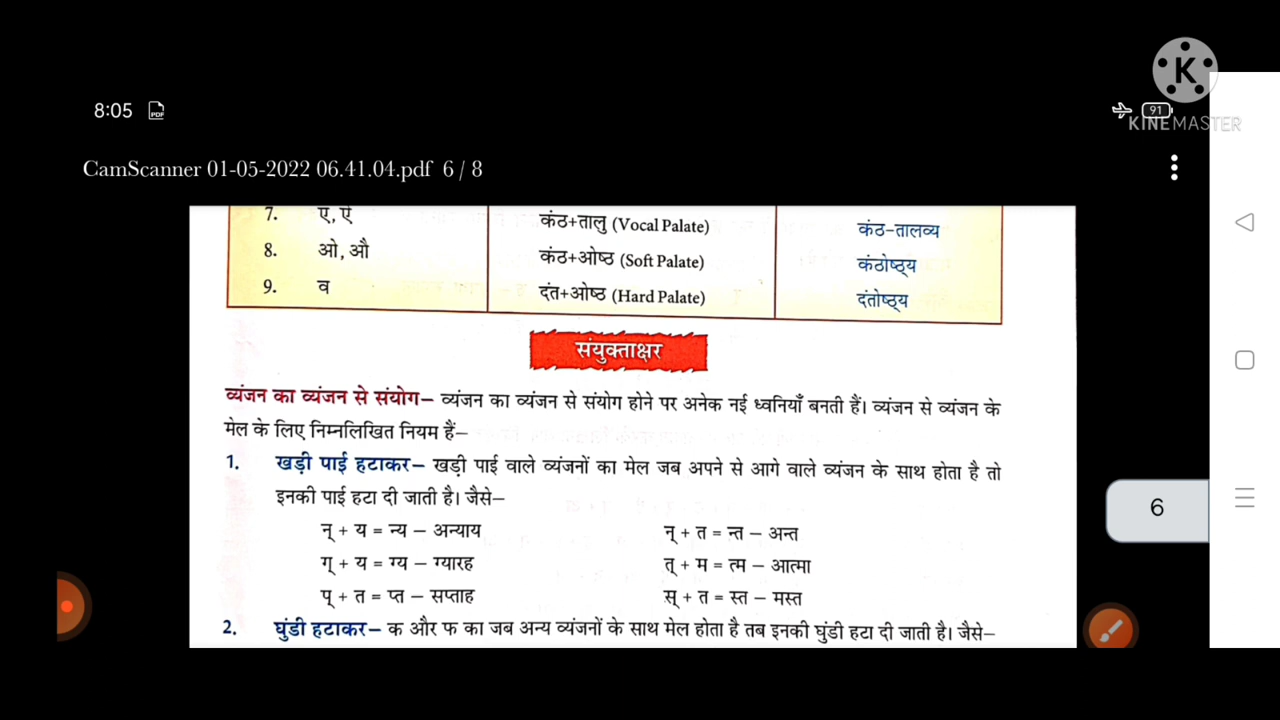 8:05 PDF 91
KINEMASTER
CamScanner 01-05-2022 06.41.04.pdf 6 / 8
7. ए, ऐ कंठ+तालु (Vocal Palate) कंठ-तालव्य
8. ओ, औ कंठ+ओष्ठ (Soft Palate) कंठोष्ठ्य
9. व दंत+ओष्ठ (Hard Palate) दंतोष्ठ्य
संयुक्ताक्षर
व्यंजन का व्यंजन से संयोग– व्यंजन का व्यंजन से संयोग होने पर अनेक नई ध्वनियाँ बनती हैं। व्यंजन से व्यंजन के
मेल के लिए निम्नलिखित नियम हैं–
1. खड़ी पाई हटाकर– खड़ी पाई वाले व्यंजनों का मेल जब अपने से आगे वाले व्यंजन के साथ होता है तो
इनकी पाई हटा दी जाती है। जैसे–
न् + य = न्य – अन्याय न् + त = न्त – अन्त
ग् + य = ग्य – ग्यारह त् + म = त्म – आत्मा
प् + त = प्त – सप्ताह स् + त = स्त – मस्त
2. घुंडी हटाकर– क और फ का जब अन्य व्यंजनों के साथ मेल होता है तब इनकी घुंडी हटा दी जाती है। जैसे–
6